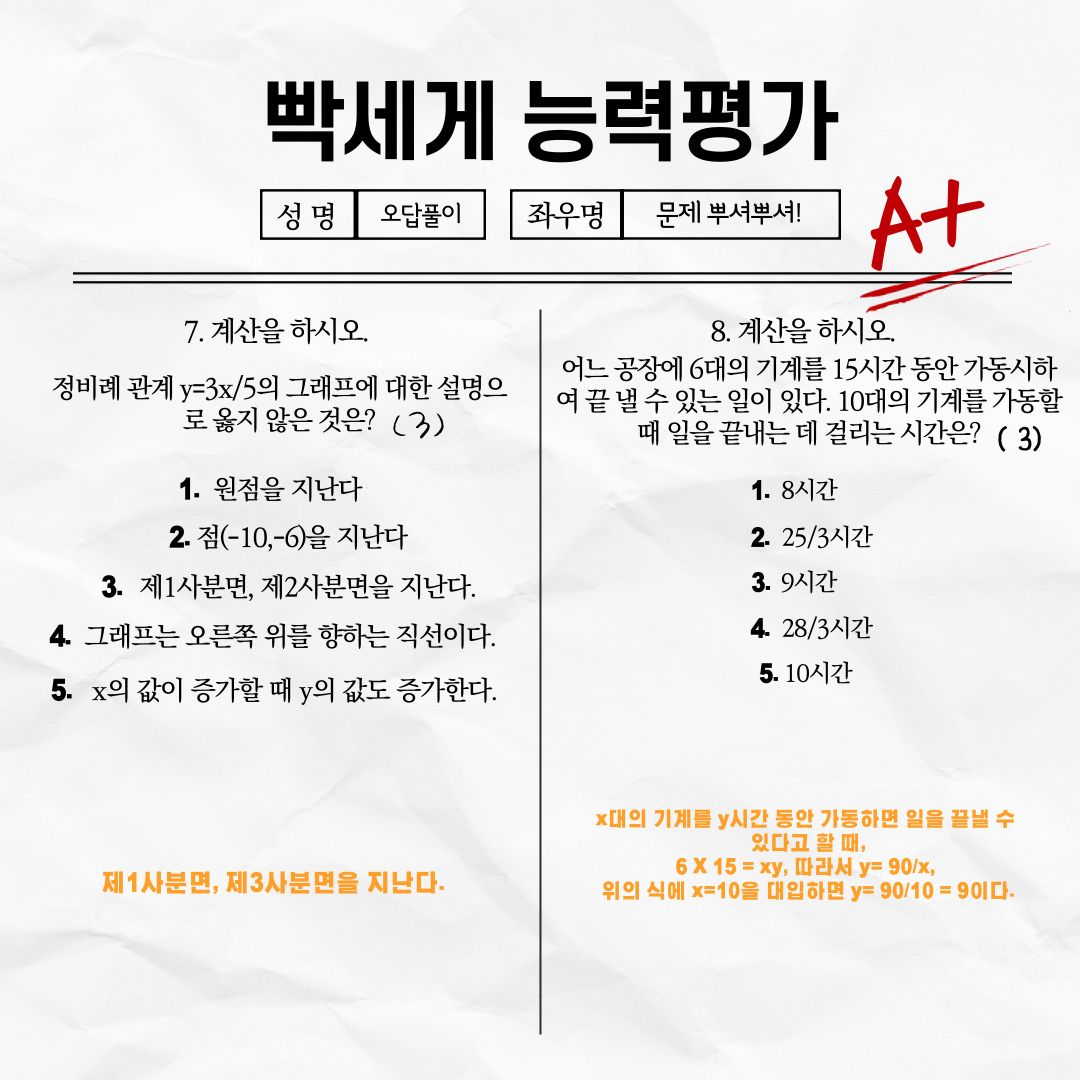 빡세게 능력평가
성 명 오답풀이 좌우명 문제 뿌셔뿌셔!
A+
7. 계산을 하시오.
정비례 관계 y=3x/5의 그래프에 대한 설명으
로 옳지 않은 것은? (3)
1. 원점을 지난다
2. 점(-10,-6)을 지난다
3. 제1사분면, 제2사분면을 지난다.
4. 그래프는 오른쪽 위를 향하는 직선이다.
5. x의 값이 증가할 때 y의 값도 증가한다.
제1사분면, 제3사분면을 지난다.
8. 계산을 하시오.
어느 공장에 6대의 기계를 15시간 동안 가동시하
여 끝 낼 수 있는 일이 있다. 10대의 기계를 가동할
때 일을 끝내는 데 걸리는 시간은? (3)
1. 8시간
2. 25/3시간
3. 9시간
4. 28/3시간
5. 10시간
x대의 기계를 y시간 동안 가동하면 일을 끝낼 수
있다고 할 때,
6 X 15 = xy, 따라서 y= 90/x,
위의 식에 x=10을 대입하면 y= 90/10 = 9이다.